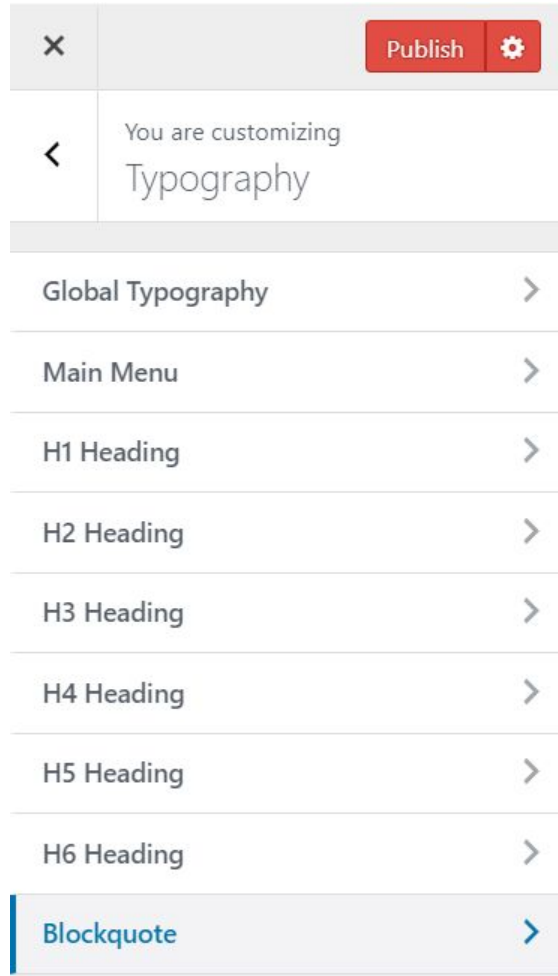 Publish
You are customizing
Typography
Global Typography
Main Menu
H1 Heading
H2 Heading
H3 Heading
H4 Heading
H5 Heading
H6 Heading
Blockquote